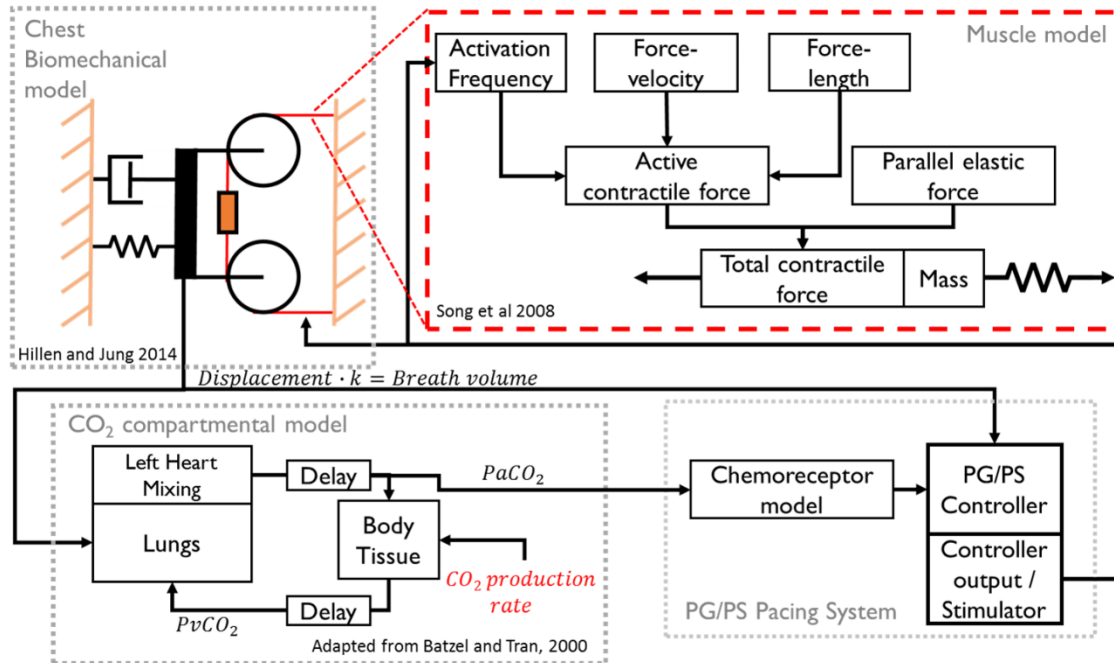 Chest
Biomechanical
model
Hillen and Jung 2014
Muscle model
Activation
Frequency
Force-
velocity
Force-
length
Active
contractile force
Parallel elastic
force
Total contractile
force
Mass
Song et al 2008
Displacement · k = Breath volume
CO₂ compartmental model
Left Heart
Mixing
Lungs
Delay
PaCO₂
Body
Tissue
CO₂ production
rate
Delay
PvCO₂
Adapted from Batzel and Tran, 2000
Chemoreceptor
model
PG/PS
Controller
Controller
output /
Stimulator
PG/PS Pacing System